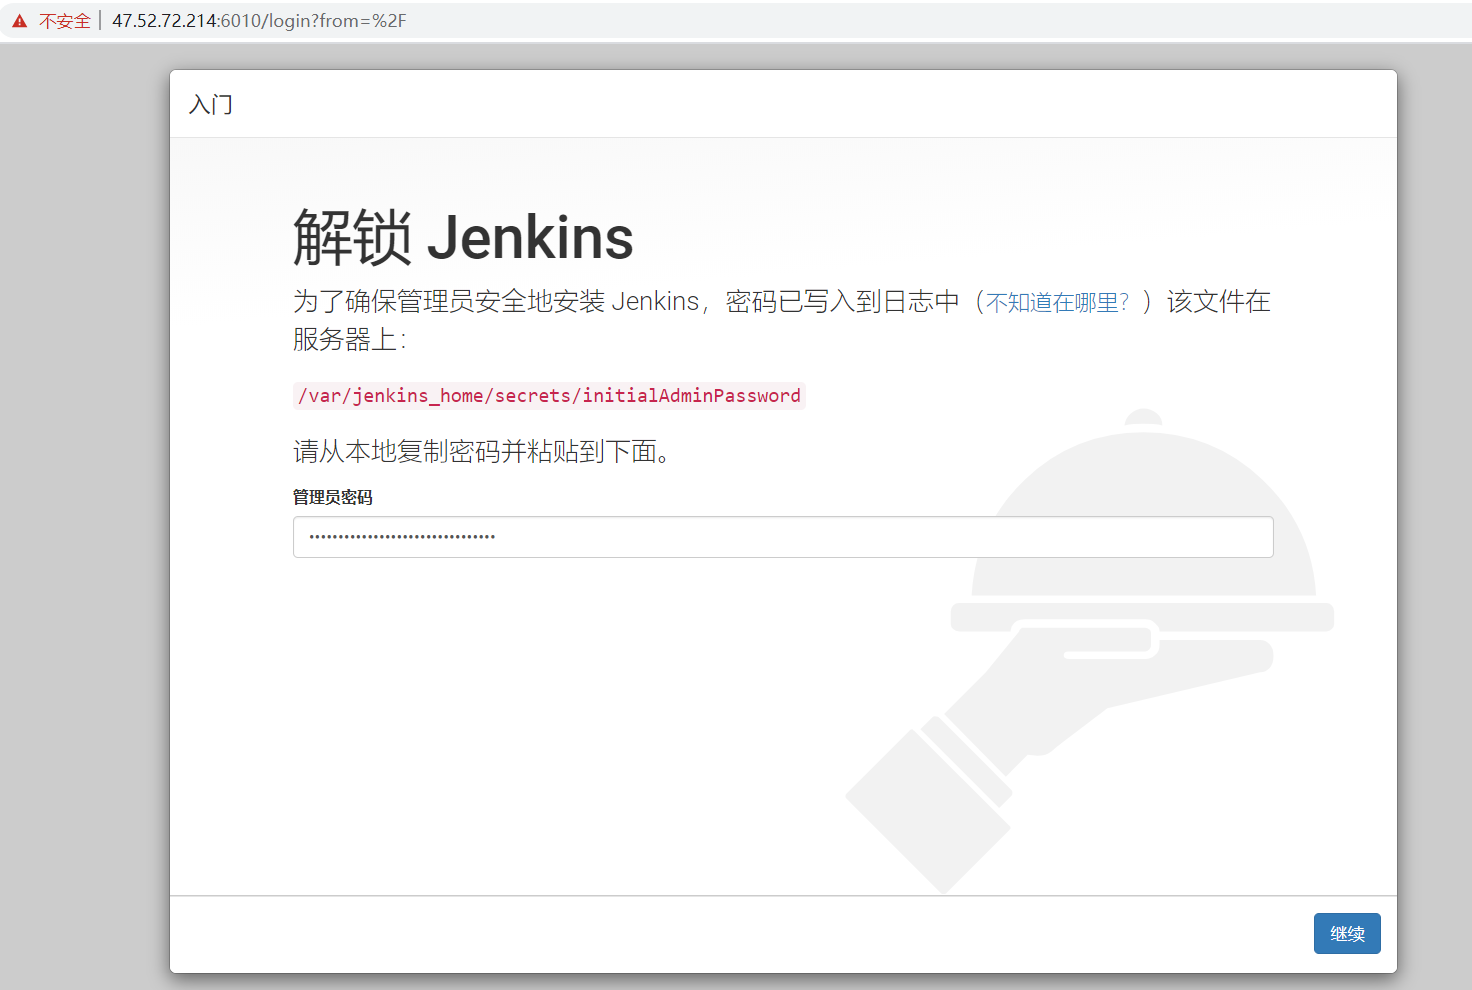 不安全 | 47.52.72.214:6010/login?from=%2F
入门
解锁 Jenkins
为了确保管理员安全地安装 Jenkins，密码已写入到日志中（不知道在哪里？）该文件在
服务器上：
/var/jenkins_home/secrets/initialAdminPassword
请从本地复制密码并粘贴到下面。
管理员密码
••••••••••••••••••••••••••••••••
继续